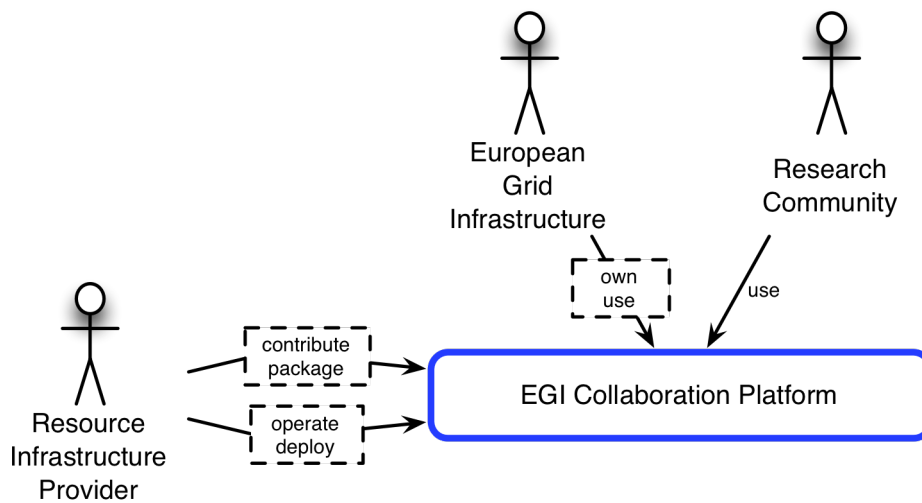 European
Grid
Infrastructure
Research
Community
own
use
use
contribute
package
EGI Collaboration Platform
operate
deploy
Resource
Infrastructure
Provider